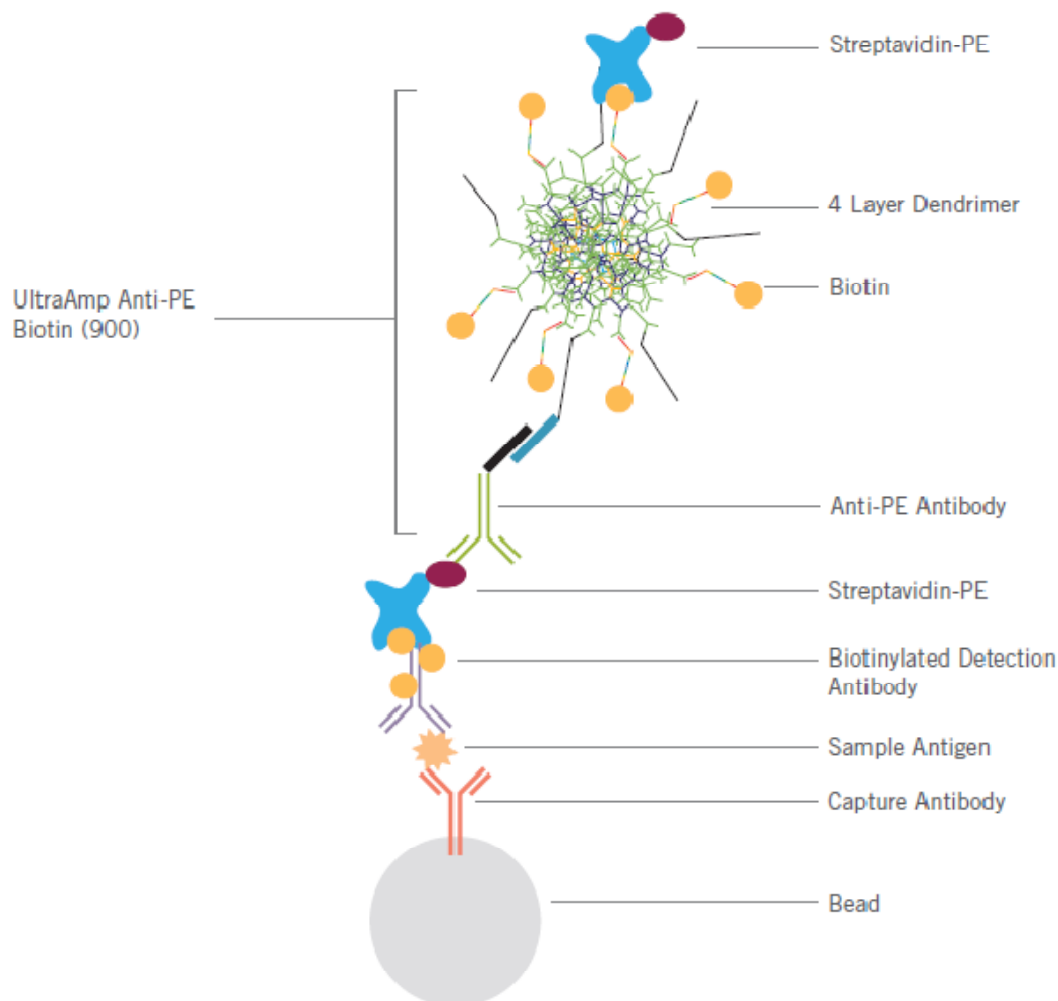 Streptavidin-PE
4 Layer Dendrimer
Biotin
UltraAmp Anti-PE
Biotin (900)
Anti-PE Antibody
Streptavidin-PE
Biotinylated Detection
Antibody
Sample Antigen
Capture Antibody
Bead